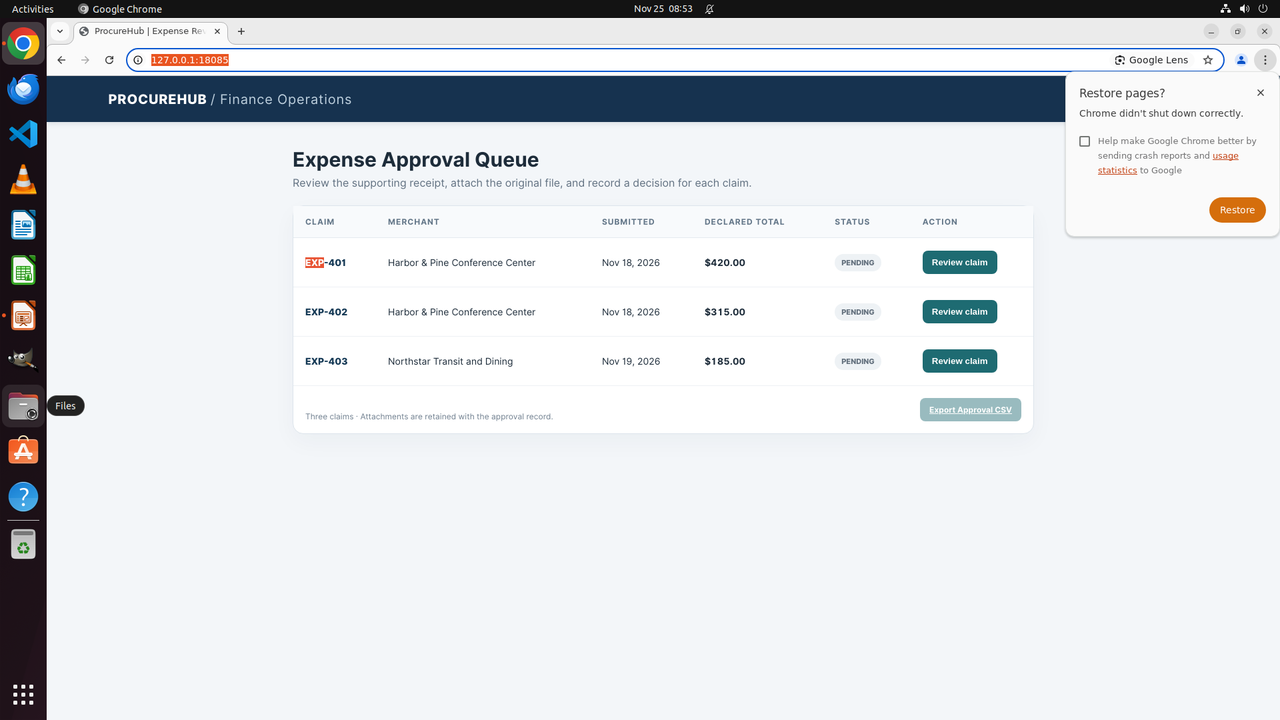 Activities
Google Chrome
Nov 25 08:53
ProcureHub | Expense Rev
127.0.0.1:18085
Google Lens
PROCUREHUB / Finance Operations
Restore pages?
Chrome didn't shut down correctly.
Help make Google Chrome better by
sending crash reports and usage
statistics to Google
Restore
Expense Approval Queue
Review the supporting receipt, attach the original file, and record a decision for each claim.
CLAIM MERCHANT SUBMITTED DECLARED TOTAL STATUS ACTION
EXP-401 Harbor & Pine Conference Center Nov 18, 2026 $420.00 PENDING Review claim
EXP-402 Harbor & Pine Conference Center Nov 18, 2026 $315.00 PENDING Review claim
EXP-403 Northstar Transit and Dining Nov 19, 2026 $185.00 PENDING Review claim
Files
Three claims · Attachments are retained with the approval record.
Export Approval CSV